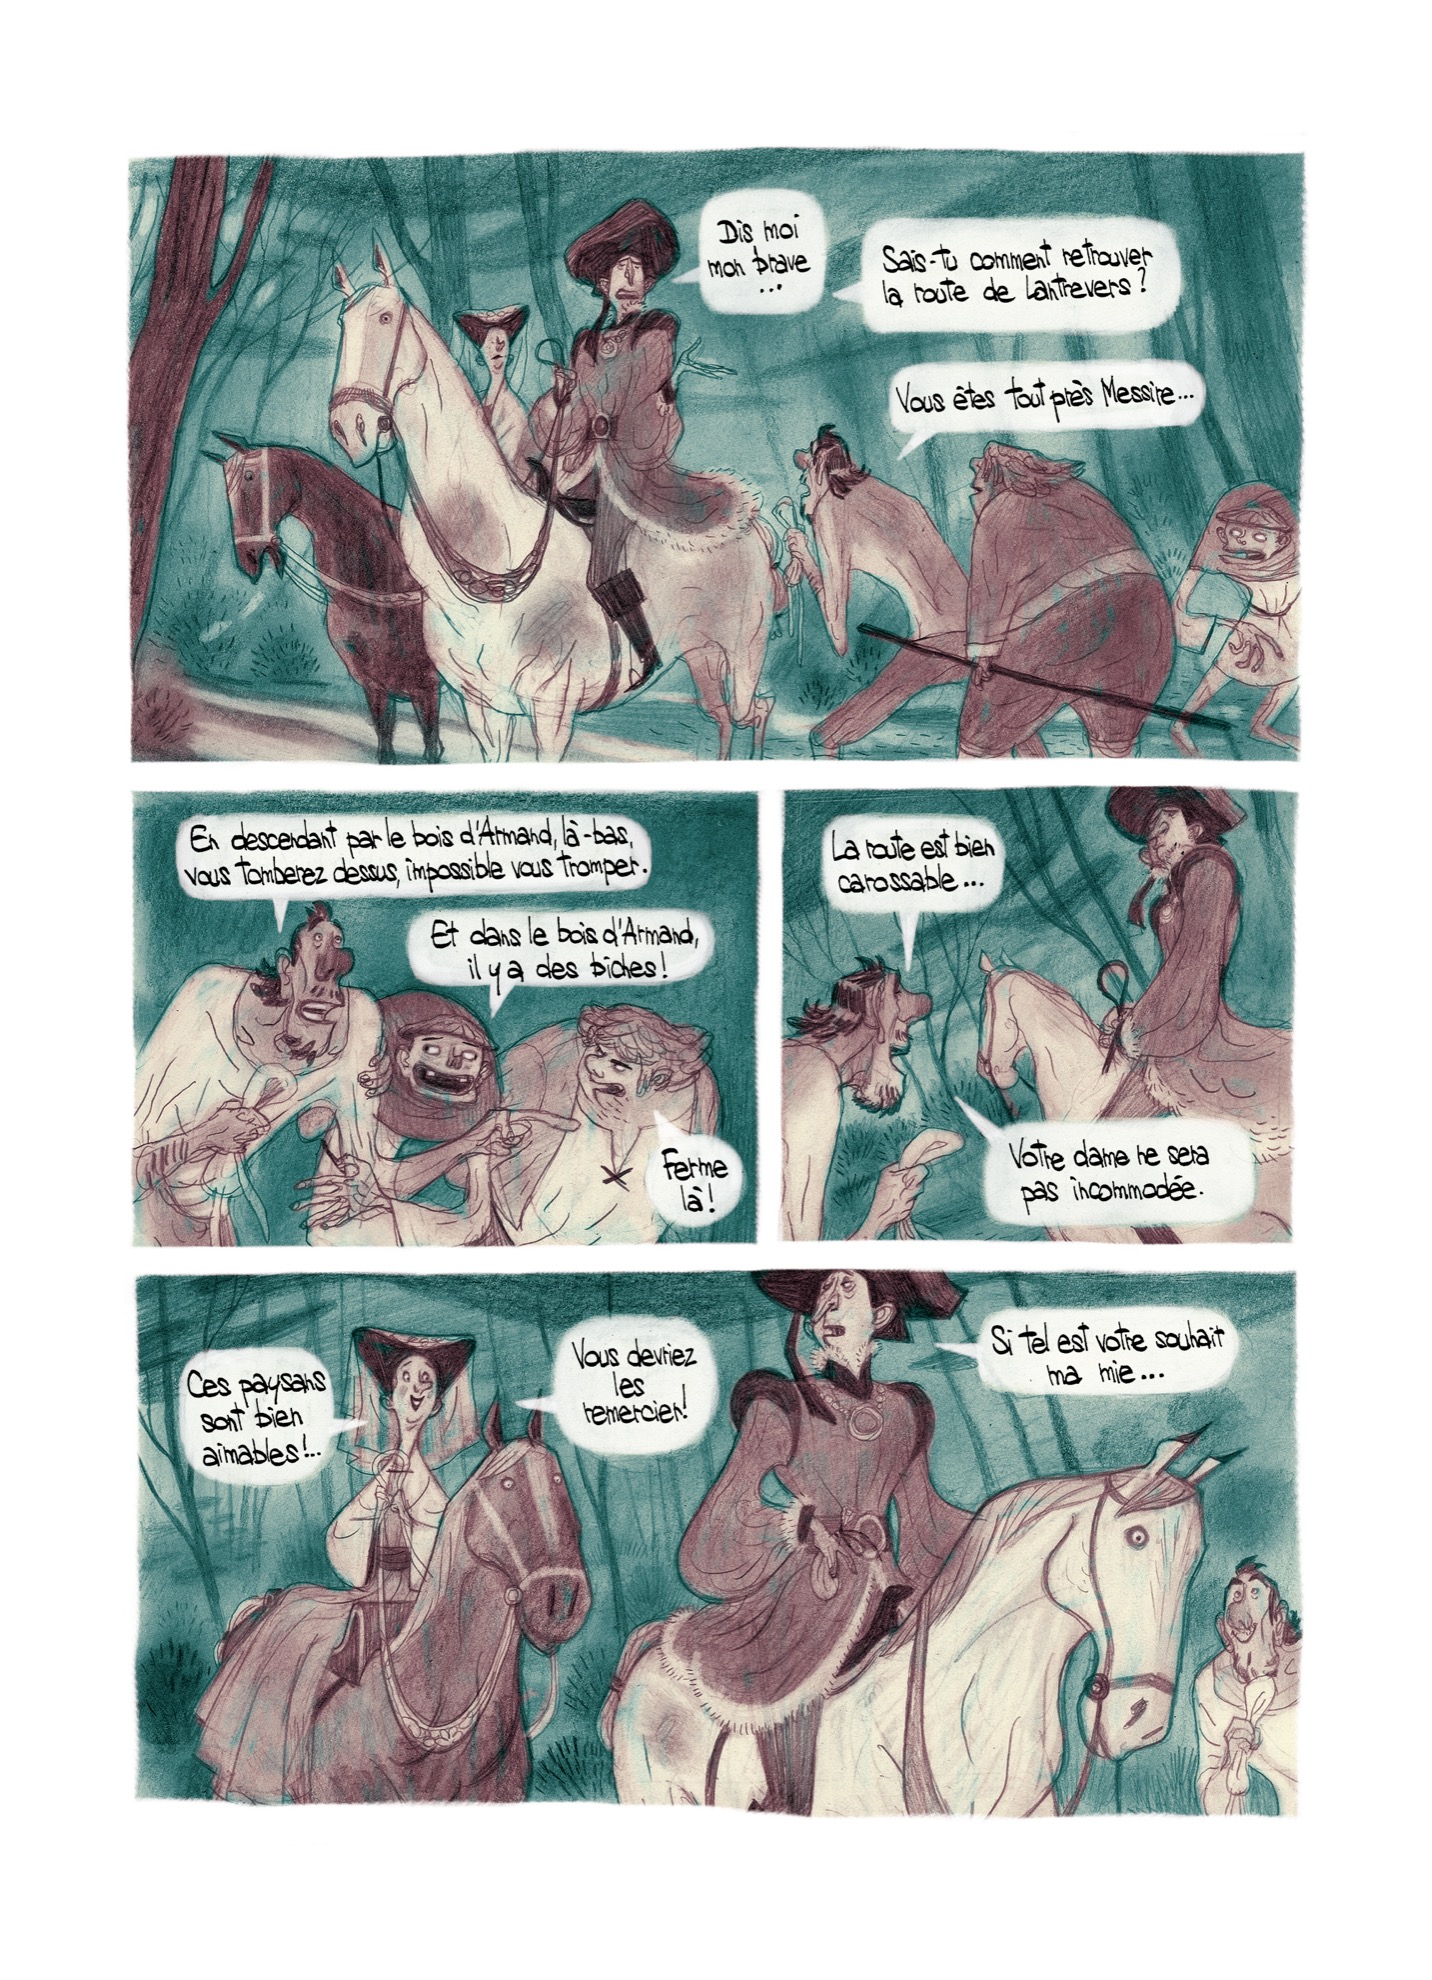 Dis moi
mon brave
...
Sais-tu comment retrouver
la route de Lantrevers?
Vous êtes tout près Messire...
En descendant par le bois d'Armand, là-bas,
vous tomberez dessus, impossible vous tromper.
Et dans le bois d'Armand,
il y a des biches!
Ferme
là!
La route est bien
carossable...
Votre dame ne sera
pas incommodée.
Ces paysans
sont bien
aimables!..
Vous devriez
les
remercier!
Si tel est votre souhait
ma mie...